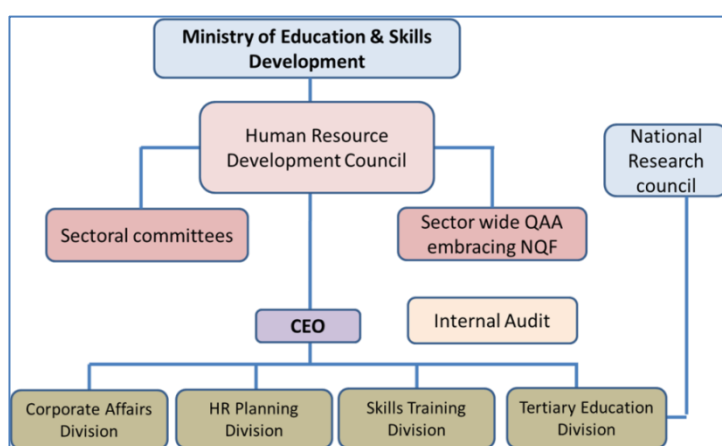 Ministry of Education & Skills
Development
Human Resource
Development Council
National
Research
council
Sectoral committees
Sector wide QAA
embracing NQF
CEO
Internal Audit
Corporate Affairs
Division
HR Planning
Division
Skills Training
Division
Tertiary Education
Division